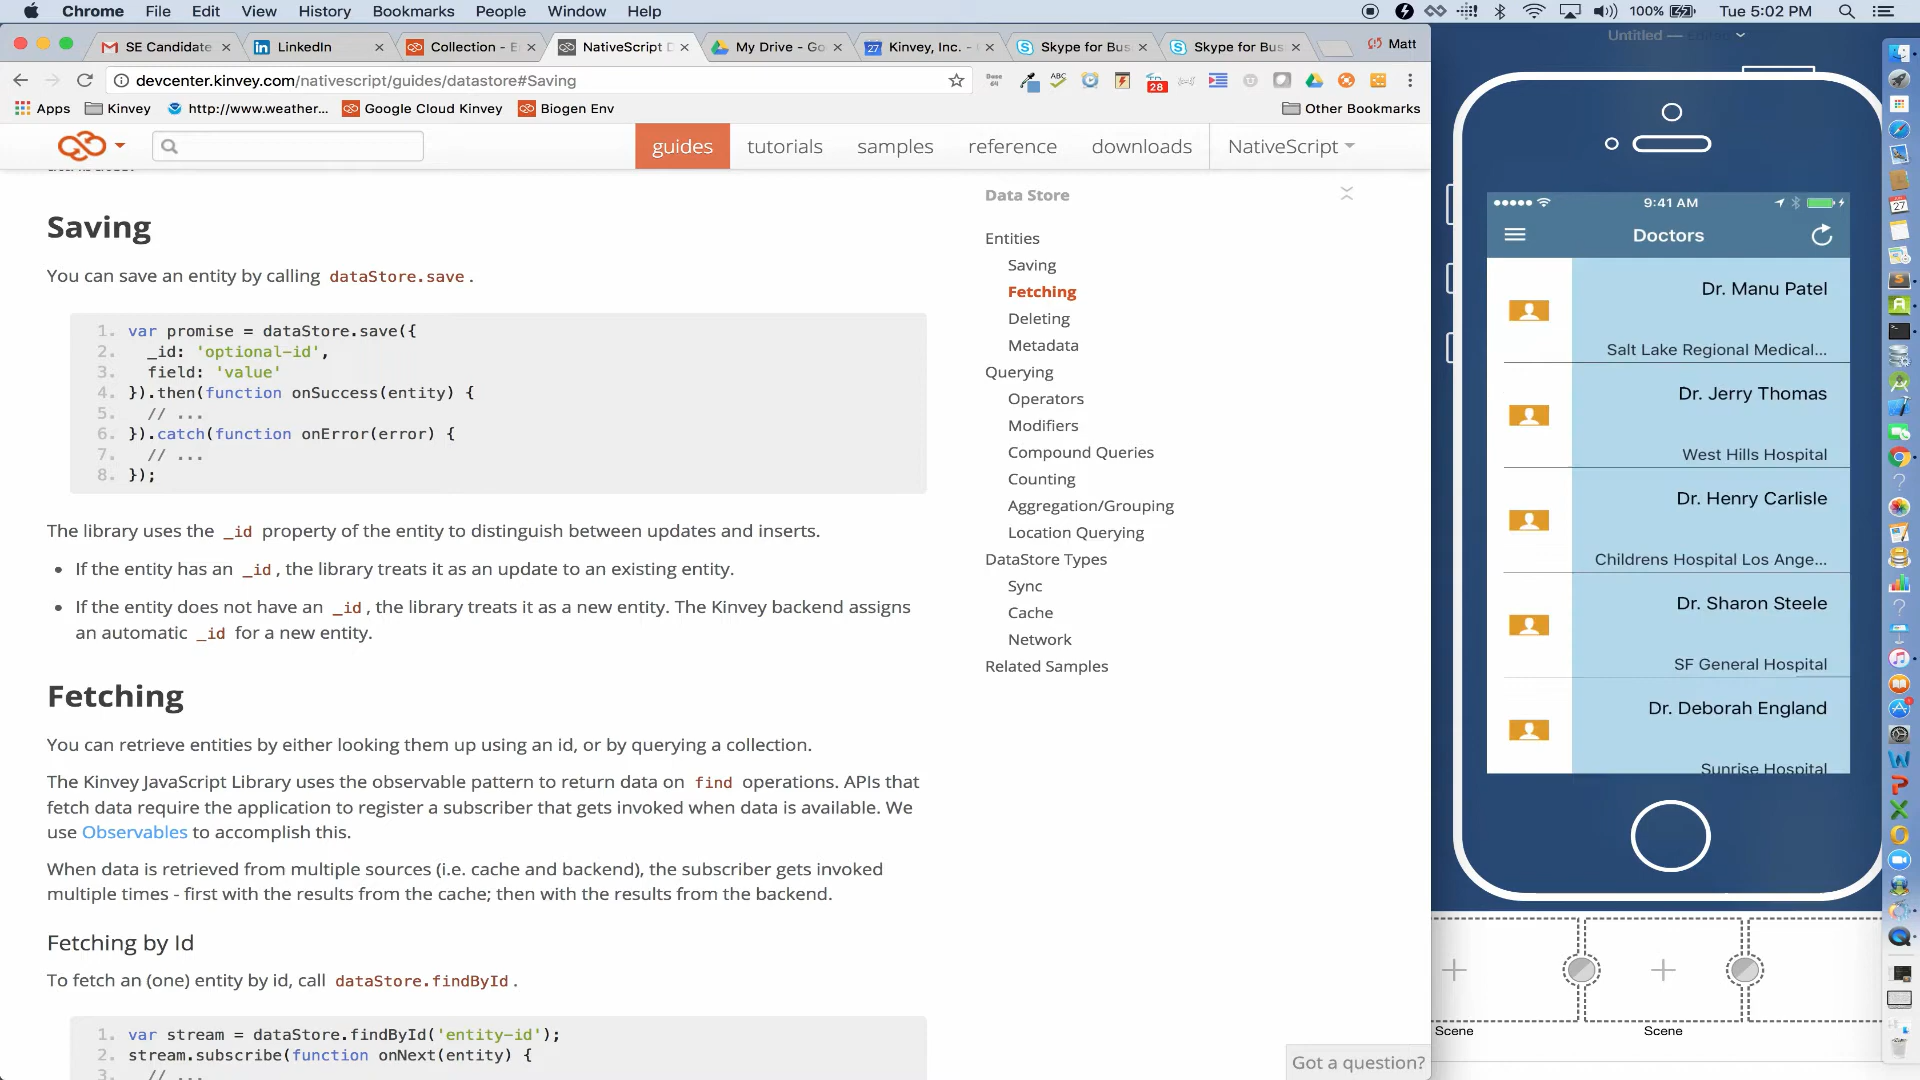 Chrome File Edit View History Bookmarks People Window Help 100% Tue 5:02 PM
SE Candidate LinkedIn Collection - E NativeScript D My Drive - Go 27 Kinvey, Inc. - Skype for Bus Skype for Bus Matt
Untitled — Edited
devcenter.kinvey.com/nativescript/guides/datastore#Saving
28
Apps Kinvey http://www.weather... Google Cloud Kinvey Biogen Env Other Bookmarks
guides tutorials samples reference downloads NativeScript
Saving
You can save an entity by calling dataStore.save.
1. var promise = dataStore.save({
2. _id: 'optional-id',
3. field: 'value'
4. }).then(function onSuccess(entity) {
5. // ...
6. }).catch(function onError(error) {
7. // ...
8. });
The library uses the _id property of the entity to distinguish between updates and inserts.
• If the entity has an _id, the library treats it as an update to an existing entity.
• If the entity does not have an _id, the library treats it as a new entity. The Kinvey backend assigns
an automatic _id for a new entity.
Fetching
You can retrieve entities by either looking them up using an id, or by querying a collection.
The Kinvey JavaScript Library uses the observable pattern to return data on find operations. APIs that
fetch data require the application to register a subscriber that gets invoked when data is available. We
use Observables to accomplish this.
When data is retrieved from multiple sources (i.e. cache and backend), the subscriber gets invoked
multiple times - first with the results from the cache; then with the results from the backend.
Fetching by Id
To fetch an (one) entity by id, call dataStore.findById.
1. var stream = dataStore.findById('entity-id');
2. stream.subscribe(function onNext(entity) {
3. // ...
Data Store
Entities
Saving
Fetching
Deleting
Metadata
Querying
Operators
Modifiers
Compound Queries
Counting
Aggregation/Grouping
Location Querying
DataStore Types
Sync
Cache
Network
Related Samples
Got a question?
9:41 AM
Doctors
Dr. Manu Patel
Salt Lake Regional Medical...
Dr. Jerry Thomas
West Hills Hospital
Dr. Henry Carlisle
Childrens Hospital Los Ange...
Dr. Sharon Steele
SF General Hospital
Dr. Deborah England
Sunrise Hospital
Scene
Scene